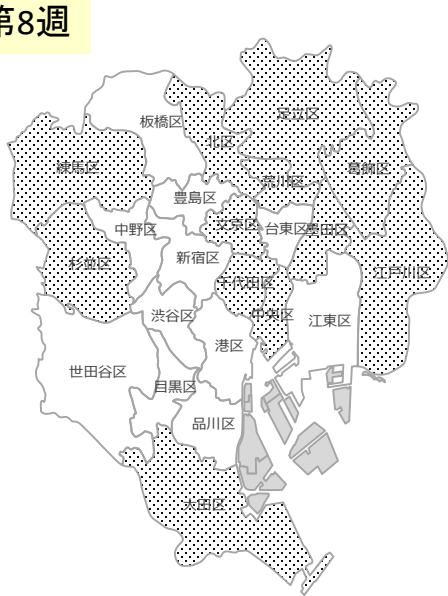 第8週
足立区
板橋区
北区
練馬区
葛飾区
荒川区
豊島区
文京区
台東区
墨田区
中野区
杉並区
新宿区
千代田区
江戸川区
渋谷区
中央区
江東区
港区
世田谷区
目黒区
品川区
大田区